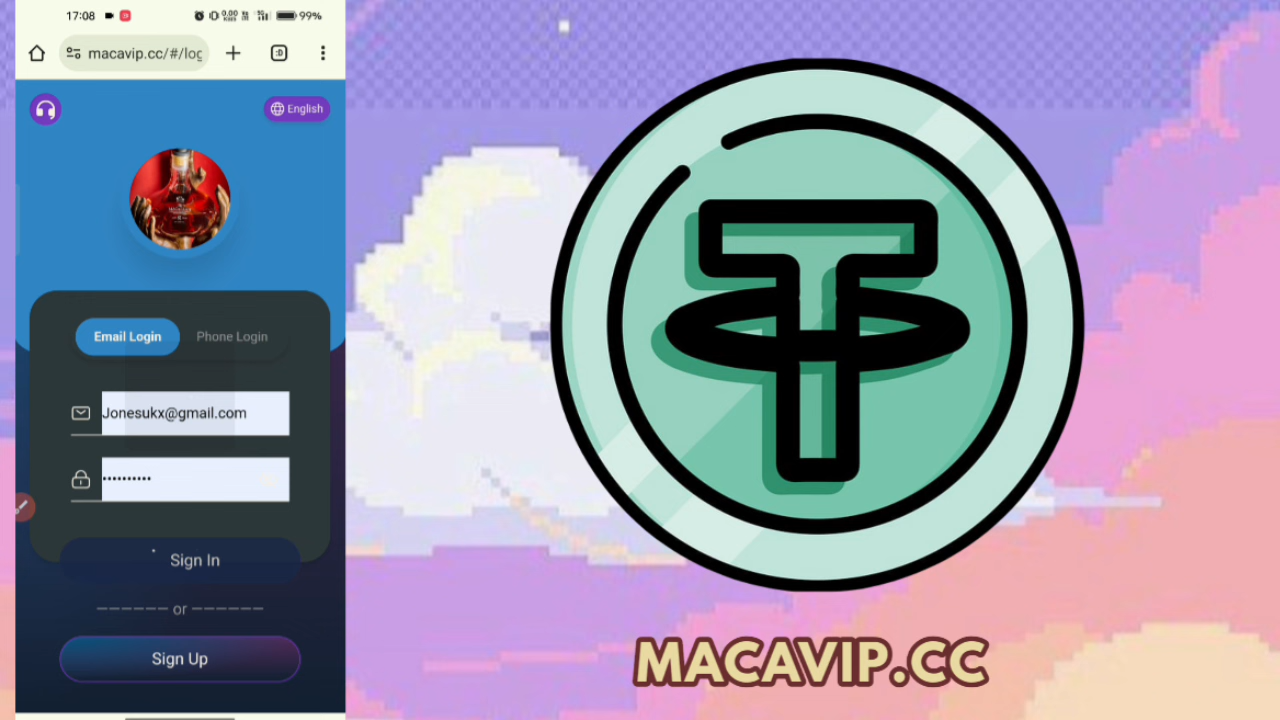 17:08
99%
macavip.cc/#/log
English
Email Login
Phone Login
Jonesukx@gmail.com
••••••••••
Sign In
or
Sign Up
MACAVIP.CC